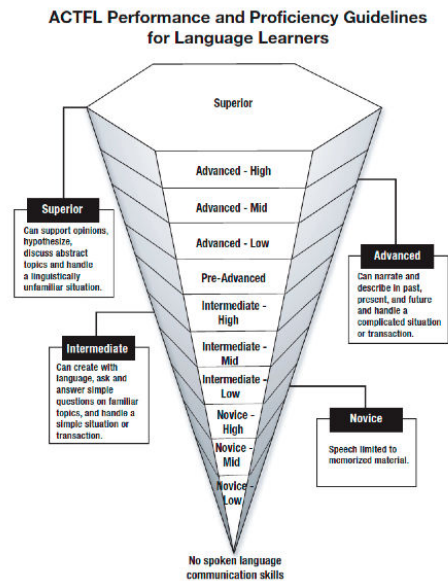 ACTFL Performance and Proficiency Guidelines
for Language Learners
Superior
Advanced - High
Advanced - Mid
Advanced - Low
Pre-Advanced
Intermediate -
High
Intermediate -
Mid
Intermediate -
Low
Novice -
High
Novice -
Mid
Novice -
Low
No spoken language
communication skills
Superior
Can support opinions,
hypothesize,
discuss abstract
topics and handle
a linguistically
unfamiliar situation.
Intermediate
Can create with
language, ask and
answer simple
questions on familiar
topics, and handle a
simple situation or
transaction.
Advanced
Can narrate and
describe in past,
present, and future
and handle a
complicated situation
or transaction.
Novice
Speech limited to
memorized material.